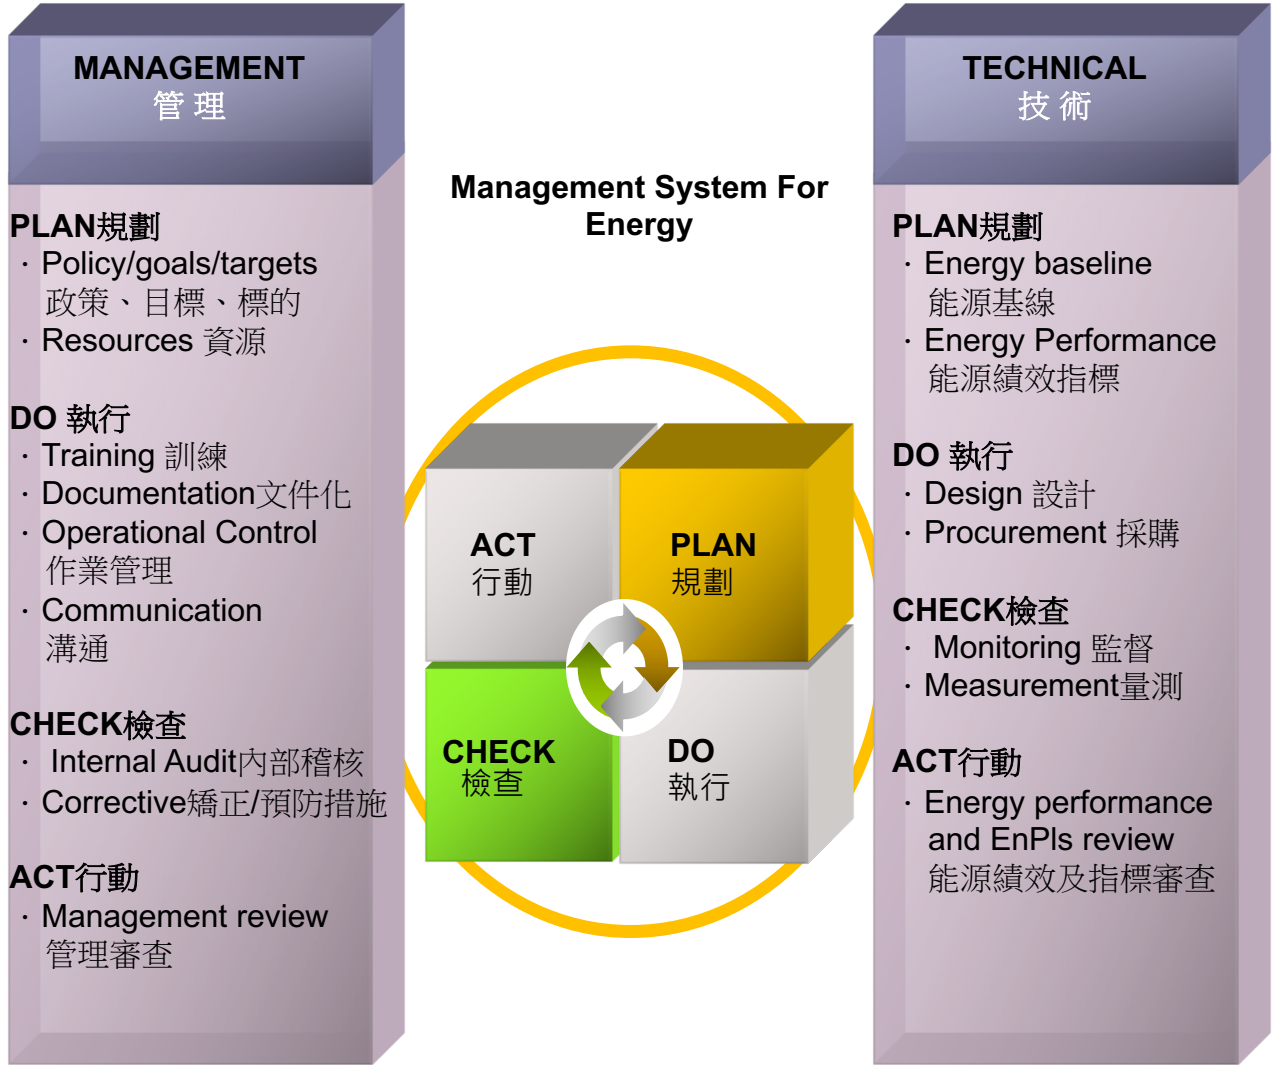 MANAGEMENT
管 理
PLAN規劃
· Policy/goals/targets
政策、目標、標的
· Resources 資源
DO 執行
· Training 訓練
· Documentation文件化
· Operational Control
作業管理
· Communication
溝通
CHECK檢查
· Internal Audit內部稽核
· Corrective矯正/預防措施
ACT行動
· Management review
管理審查
Management System For
Energy
ACT
行動
PLAN
規劃
CHECK
檢查
DO
執行
TECHNICAL
技 術
PLAN規劃
· Energy baseline
能源基線
· Energy Performance
能源績效指標
DO 執行
· Design 設計
· Procurement 採購
CHECK檢查
· Monitoring 監督
· Measurement量測
ACT行動
· Energy performance
and EnPIs review
能源績效及指標審查